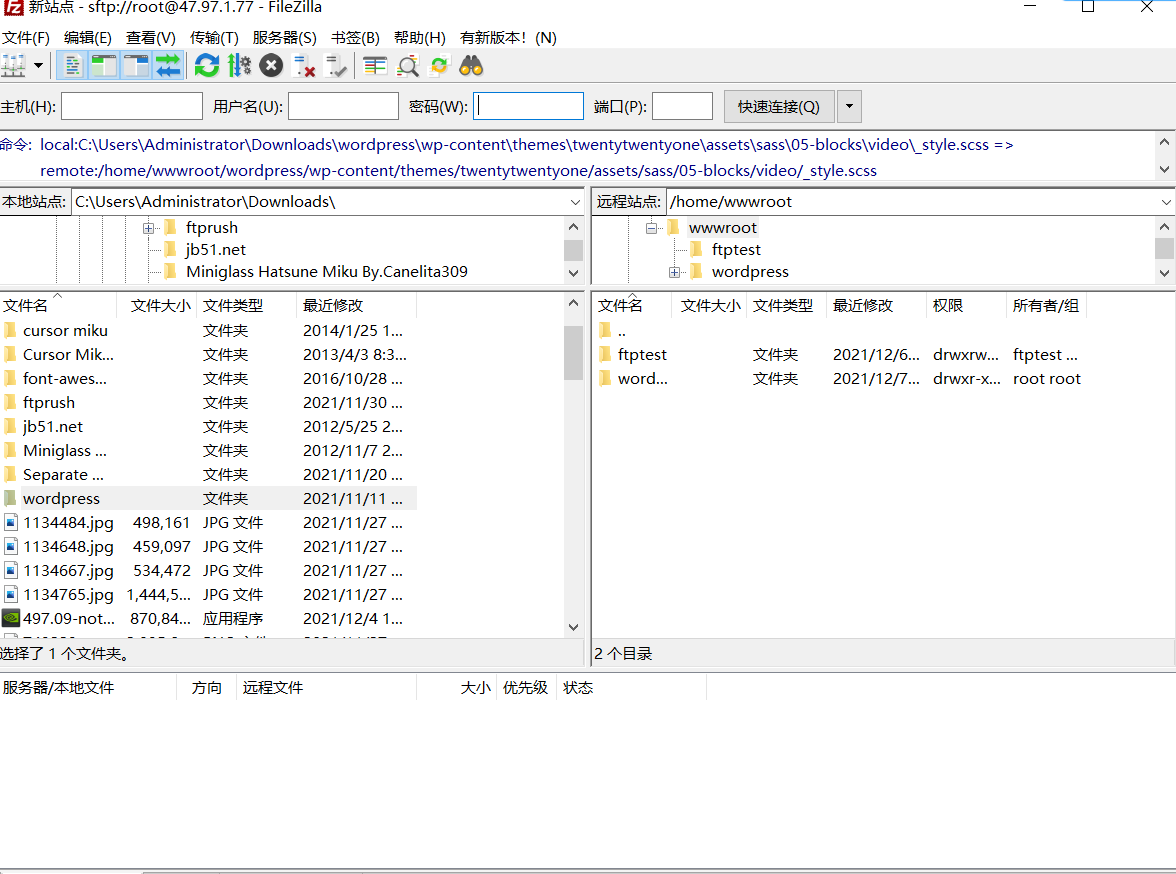 新站点 - sftp://root@47.97.1.77 - FileZilla
文件(F) 编辑(E) 查看(V) 传输(T) 服务器(S) 书签(B) 帮助(H) 有新版本！(N)
主机(H): 用户名(U): 密码(W): 端口(P): 快速连接(Q)
命令: local:C:\Users\Administrator\Downloads\wordpress\wp-content\themes\twentytwentyone\assets\sass\05-blocks\video\_style.scss =>
remote:/home/wwwroot/wordpress/wp-content/themes/twentytwentyone/assets/sass/05-blocks/video/_style.scss
本地站点: C:\Users\Administrator\Downloads\
ftprush
jb51.net
Miniglass Hatsune Miku By.Canelita309
文件名 文件大小 文件类型 最近修改
cursor miku 文件夹 2014/1/25 1...
Cursor Mik... 文件夹 2013/4/3 8:3...
font-awes... 文件夹 2016/10/28 ...
ftprush 文件夹 2021/11/30 ...
jb51.net 文件夹 2012/5/25 2...
Miniglass ... 文件夹 2012/11/7 2...
Separate ... 文件夹 2021/11/20 ...
wordpress 文件夹 2021/11/11 ...
1134484.jpg 498,161 JPG 文件 2021/11/27 ...
1134648.jpg 459,097 JPG 文件 2021/11/27 ...
1134667.jpg 534,472 JPG 文件 2021/11/27 ...
1134765.jpg 1,444,5... JPG 文件 2021/11/27 ...
497.09-not... 870,84... 应用程序 2021/12/4 1...
选择了 1 个文件夹。
远程站点: /home/wwwroot
wwwroot
ftptest
wordpress
文件名 文件大小 文件类型 最近修改 权限 所有者/组
..
ftptest 文件夹 2021/12/6... drwxrw... ftptest ...
word... 文件夹 2021/12/7... drwxr-x... root root
2 个目录
服务器/本地文件 方向 远程文件 大小 优先级 状态